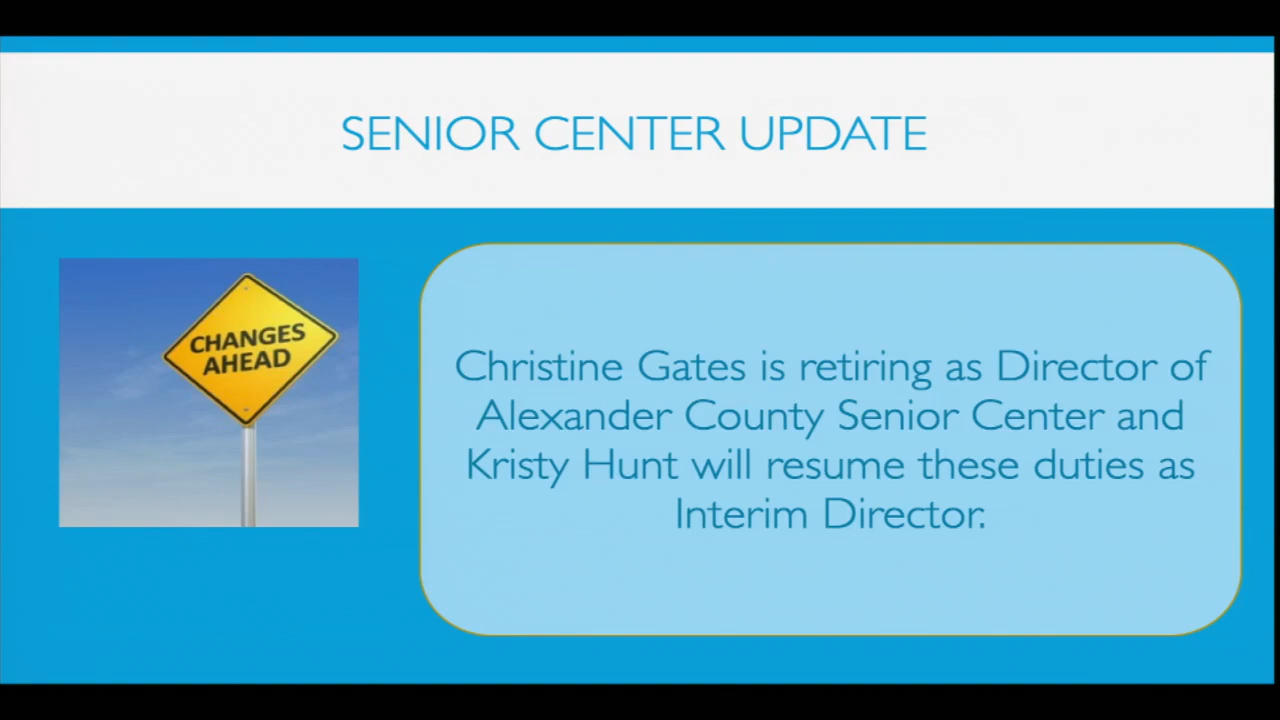 SENIOR CENTER UPDATE
CHANGES
AHEAD
Christine Gates is retiring as Director of
Alexander County Senior Center and
Kristy Hunt will resume these duties as
Interim Director.